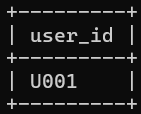 +---------+
| user_id |
+---------+
| U001    |
+---------+